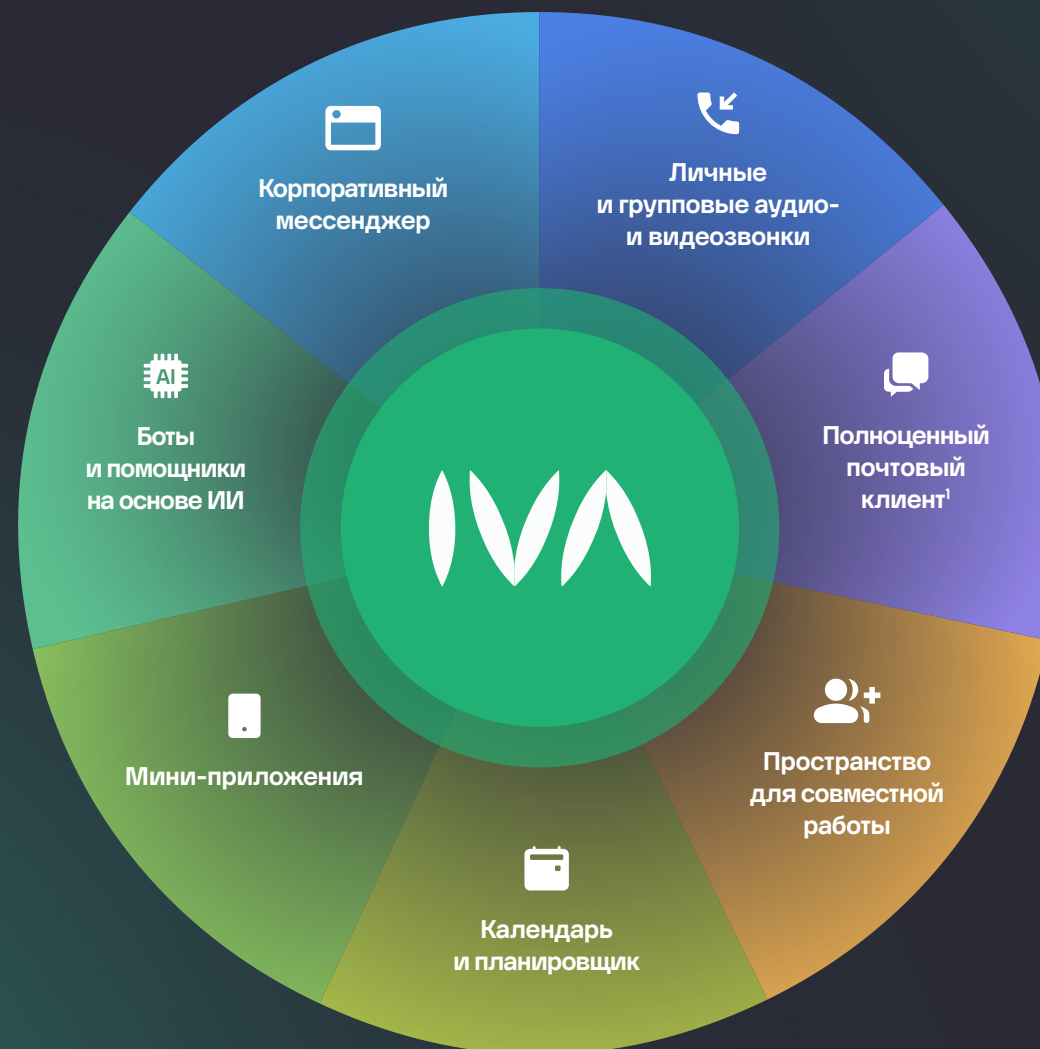 Корпоративный
мессенджер
Личные
и групповые аудио-
и видеозвонки
AI
Боты
и помощники
на основе ИИ
Полноценный
почтовый
клиент¹
IVA
Мини-приложения
Пространство
для совместной
работы
Календарь
и планировщик